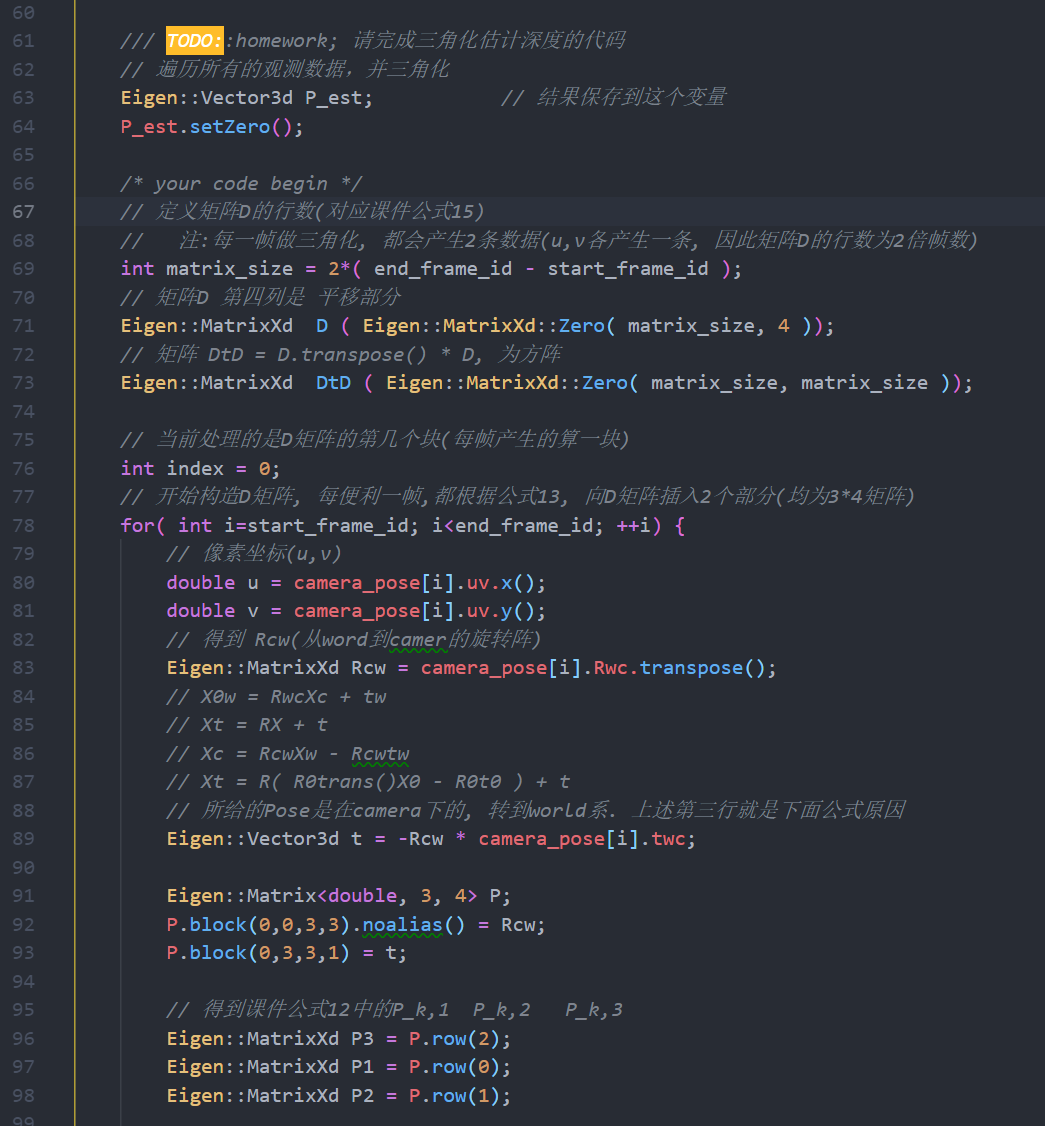 60
61 /// TODO::homework; 请完成三角化估计深度的代码
62 // 遍历所有的观测数据，并三角化
63 Eigen::Vector3d P_est; // 结果保存到这个变量
64 P_est.setZero();
65
66 /* your code begin */
67 // 定义矩阵D的行数(对应课件公式15)
68 // 注:每一帧做三角化, 都会产生2条数据(u,v各产生一条, 因此矩阵D的行数为2倍帧数)
69 int matrix_size = 2*( end_frame_id - start_frame_id );
70 // 矩阵D 第四列是 平移部分
71 Eigen::MatrixXd D ( Eigen::MatrixXd::Zero( matrix_size, 4 ));
72 // 矩阵 DtD = D.transpose() * D, 为方阵
73 Eigen::MatrixXd DtD ( Eigen::MatrixXd::Zero( matrix_size, matrix_size ));
74
75 // 当前处理的是D矩阵的第几个块(每帧产生的算一块)
76 int index = 0;
77 // 开始构造D矩阵, 每便利一帧,都根据公式13, 向D矩阵插入2个部分(均为3*4矩阵)
78 for( int i=start_frame_id; i<end_frame_id; ++i) {
79 // 像素坐标(u,v)
80 double u = camera_pose[i].uv.x();
81 double v = camera_pose[i].uv.y();
82 // 得到 Rcw(从word到camer的旋转阵)
83 Eigen::MatrixXd Rcw = camera_pose[i].Rwc.transpose();
84 // X0w = RwcXc + tw
85 // Xt = RX + t
86 // Xc = RcwXw - Rcwtw
87 // Xt = R( R0trans()X0 - R0t0 ) + t
88 // 所给的Pose是在camera下的, 转到world系. 上述第三行就是下面公式原因
89 Eigen::Vector3d t = -Rcw * camera_pose[i].twc;
90
91 Eigen::Matrix<double, 3, 4> P;
92 P.block(0,0,3,3).noalias() = Rcw;
93 P.block(0,3,3,1) = t;
94
95 // 得到课件公式12中的P_k,1 P_k,2 P_k,3
96 Eigen::MatrixXd P3 = P.row(2);
97 Eigen::MatrixXd P1 = P.row(0);
98 Eigen::MatrixXd P2 = P.row(1);
99